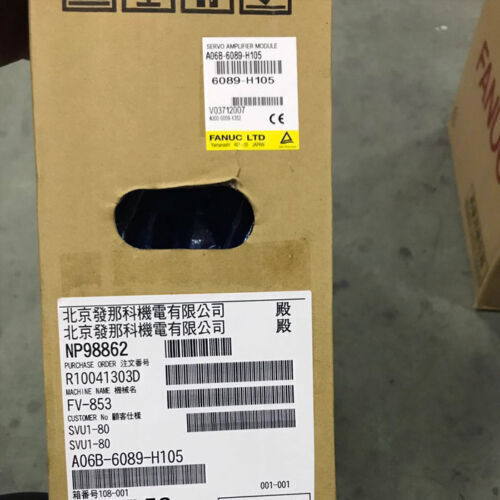 SERVO AMPLIFIER MODULE
A06B-6089-H105
6089-H105
V03712007
CE
FANUC LTD
Yamanashi JAPAN
北京發那科機電有限公司 殿
北京發那科機電有限公司 殿
NP98862
PURCHASE ORDER 注文番号
R10041303D
MACHINE NAME 機械名
FV-853
CUSTOMER No 顧客仕様
SVU1-80
SVU1-80
A06B-6089-H105
箱番号108-001 001-001
FANUC